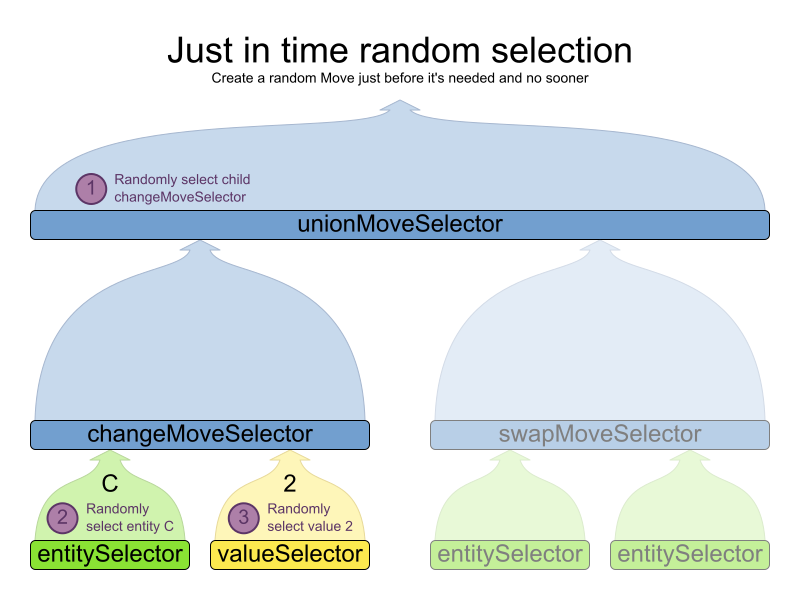 Just in time random selection
Create a random Move just before it's needed and no sooner
1
Randomly select child
changeMoveSelector
unionMoveSelector
changeMoveSelector
swapMoveSelector
C
2
2
Randomly
select entity C
3
Randomly
select value 2
entitySelector
valueSelector
entitySelector
entitySelector